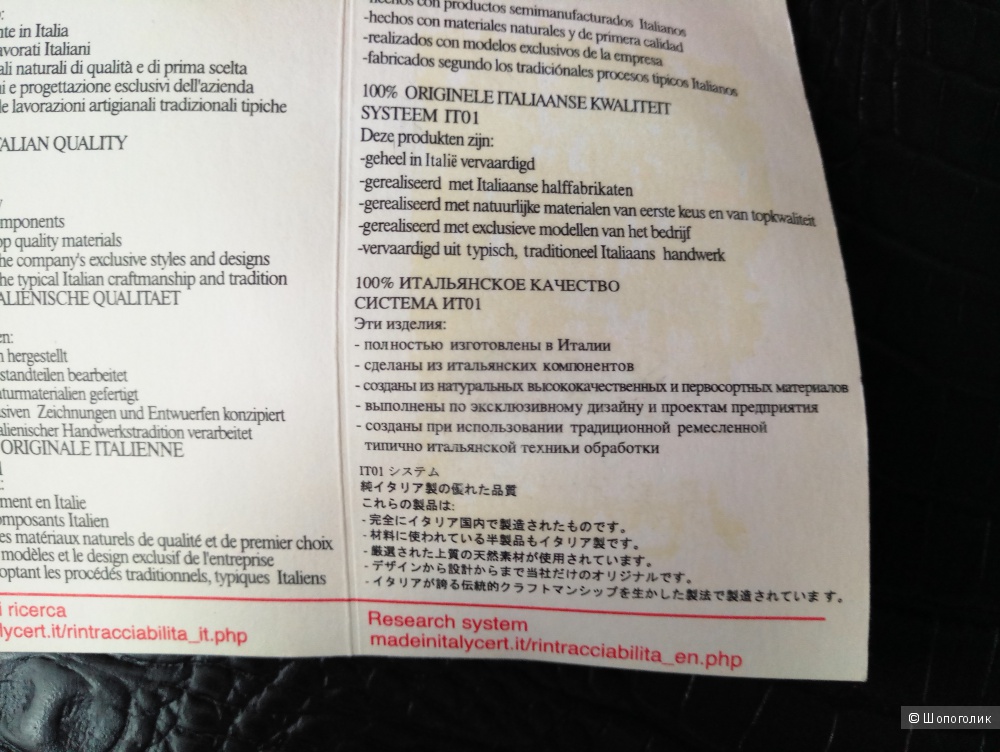 nte in Italia
avorati Italiani
ali naturali di qualità e di prima scelta
i e progettazione esclusivi dell'azienda
le lavorazioni artigianali tradizionali tipiche
ALIAN QUALITY
mponents
op quality materials
he company's exclusive styles and designs
he typical Italian craftmanship and tradition
ALIENISCHE QUALITAET
en:
n hergestellt
standteilen bearbeitet
aturmaterialien gefertigt
usiven Zeichnungen und Entwuerfen konzipiert
alienischer Handwerkstradition verarbeitet
ORIGINALE ITALIENNE
ment en Italie
omposants Italien
es matériaux naturels de qualité et de premier choix
modèles et le design exclusif de l'entreprise
optant les procédés traditionnels, typiques Italiens
i ricerca
lycert.it/rintracciabilita_it.php
-hechos con productos semimanufacturados Italianos
-hechos con materiales naturales y de primera calidad
-realizados con modelos exclusivos de la empresa
-fabricados segundo los tradiciónales procesos tipicos Italianos
100% ORIGINELE ITALIAANSE KWALITEIT
SYSTEEM IT01
Deze produkten zijn:
-geheel in Italië vervaardigd
-gerealiseerd met Italiaanse halffabrikaten
-gerealiseerd met natuurlijke materialen van eerste keus en van topkwaliteit
-gerealiseerd met exclusieve modellen van het bedrijf
-vervaardigd uit typisch, traditioneel Italiaans handwerk
100% ИТАЛЬЯНСКОЕ КАЧЕСТВО
СИСТЕМА ИТ01
Эти изделия:
- полностью изготовлены в Италии
- сделаны из итальянских компонентов
- созданы из натуральных высококачественных и первосортных материалов
- выполнены по эксклюзивному дизайну и проектам предприятия
- созданы при использовании традиционной ремесленной
типично итальянской техники обработки
IT01 システム
純イタリア製の優れた品質
これらの製品は:
- 完全にイタリア国内で製造されたものです。
- 材料に使われている半製品もイタリア製です。
- 厳選された上質の天然素材が使用されています。
- デザインから設計からまで当社だけのオリジナルです。
- イタリアが誇る伝統的クラフトマンシップを生かした製法で製造されています。
Research system
madeinitalycert.it/rintracciabilita_en.php
© Шопоголик